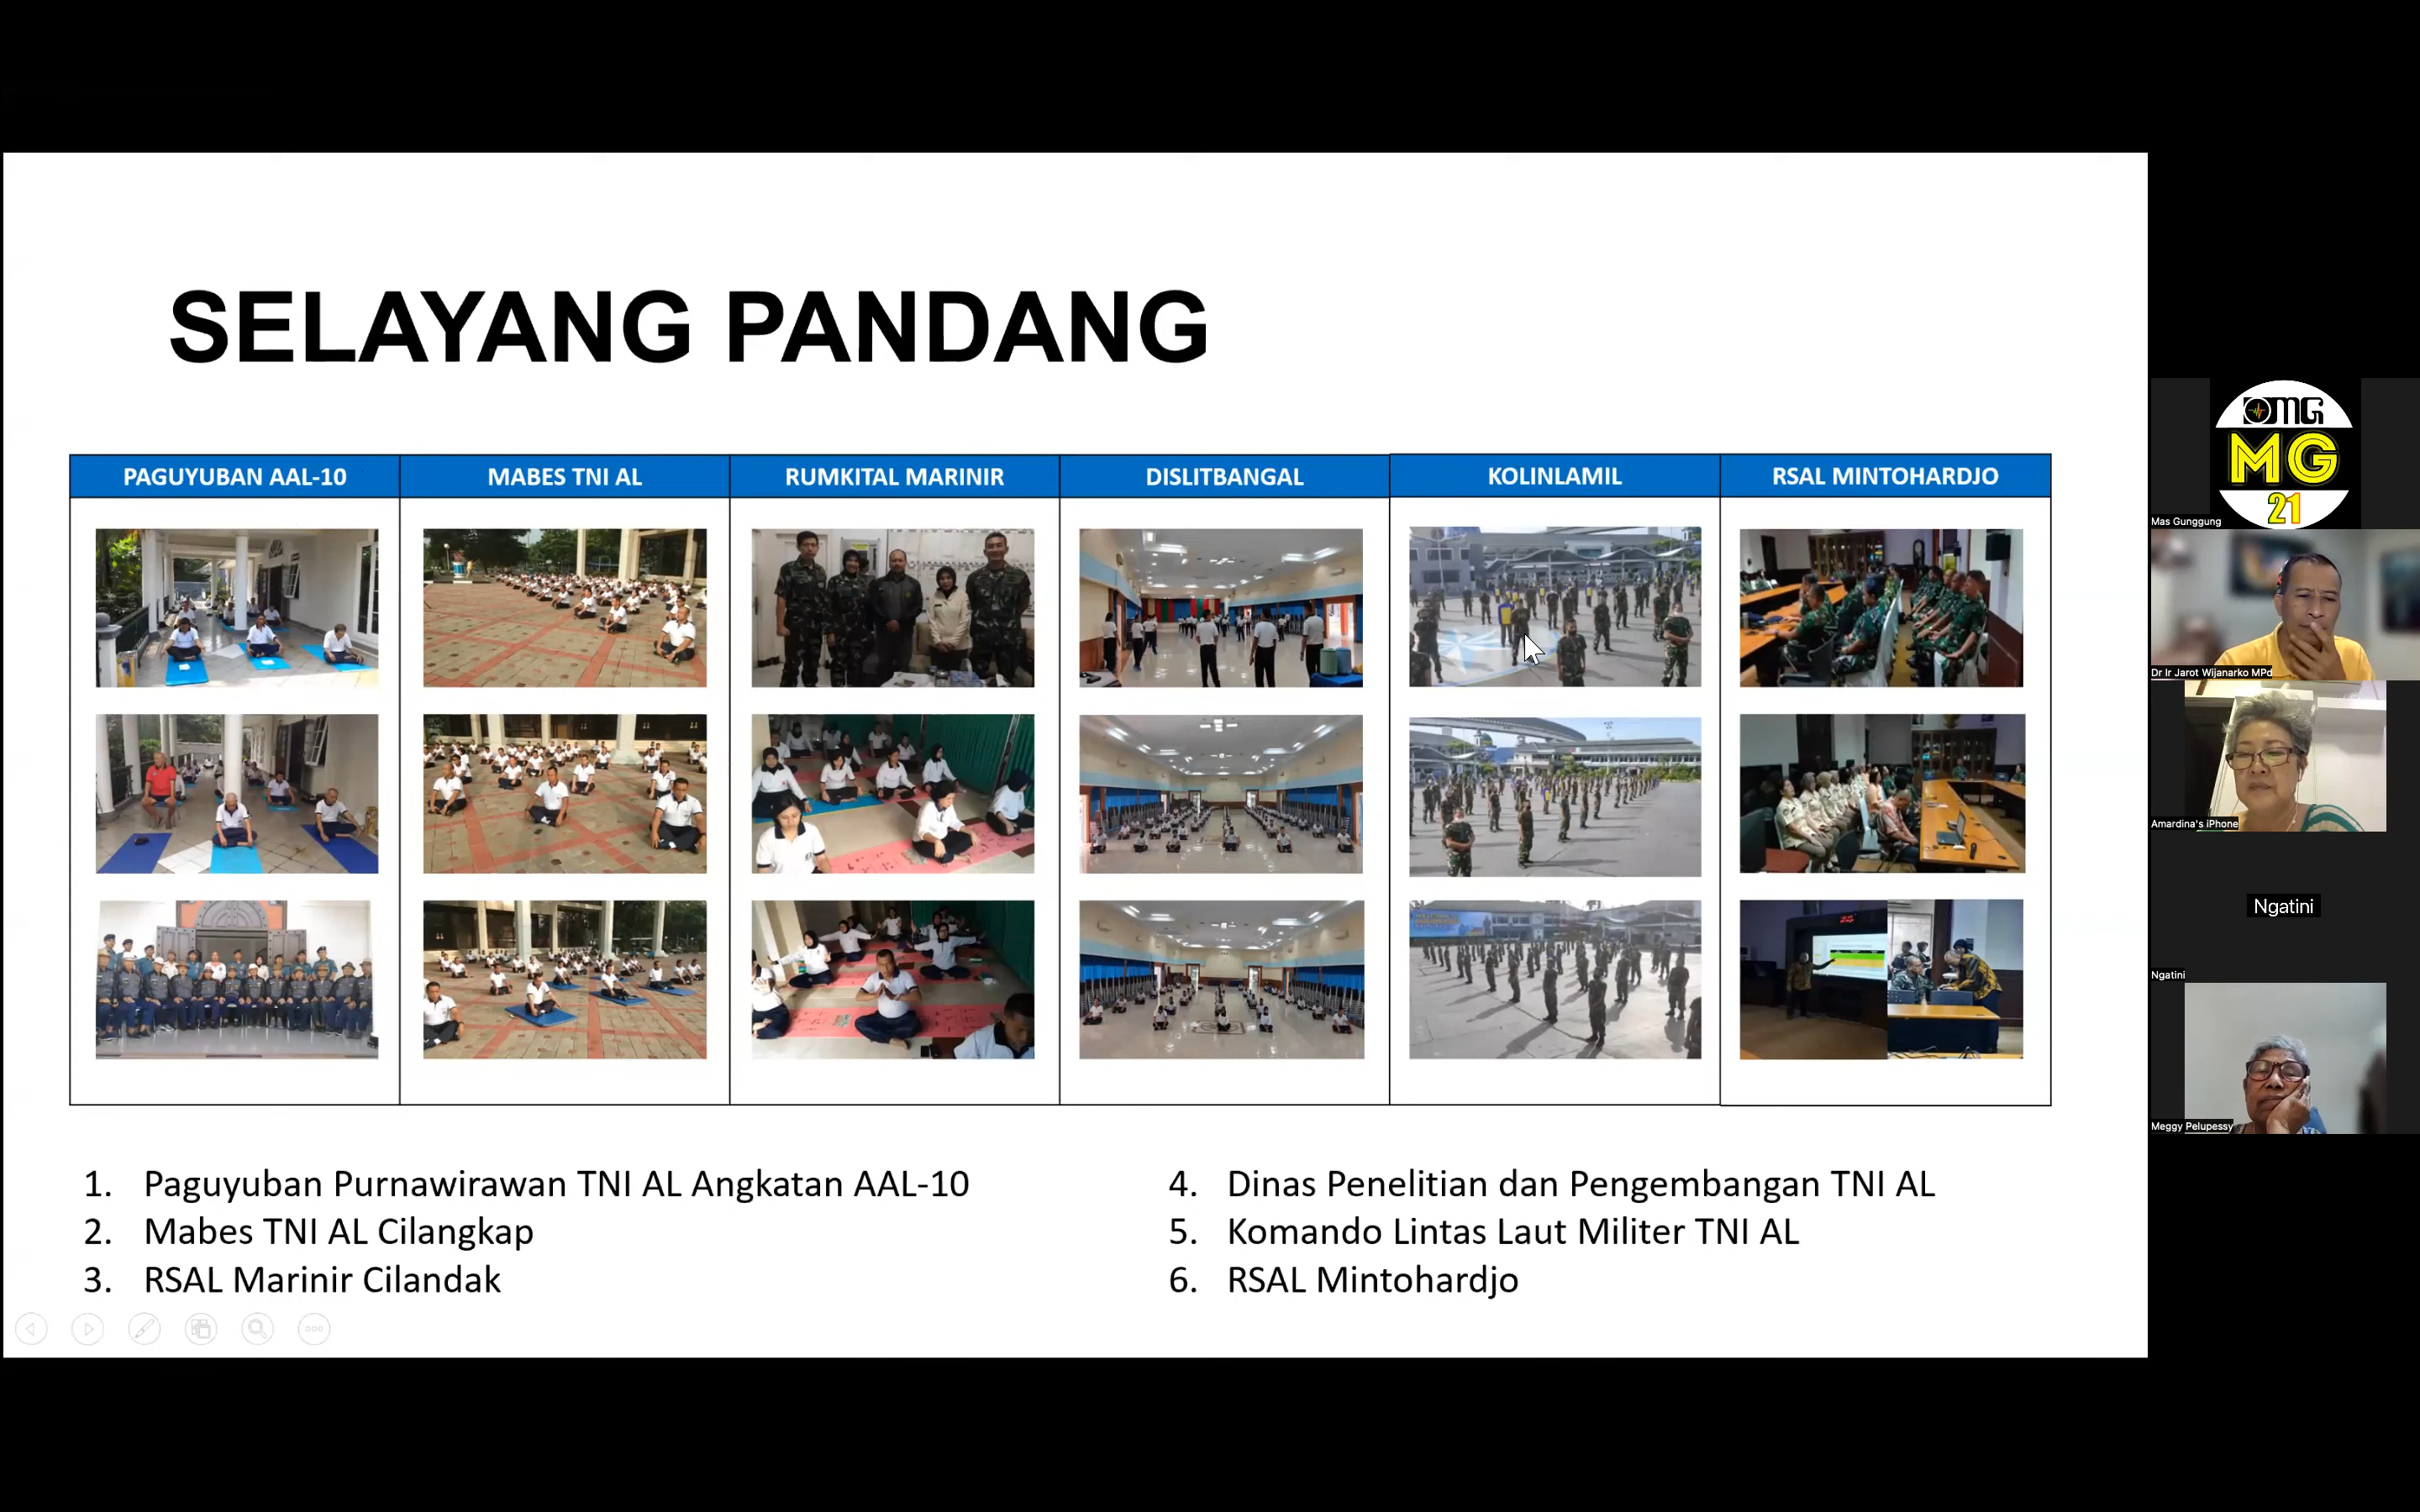 SELAYANG PANDANG
PAGUYUBAN AAL-10
MABES TNI AL
RUMKITAL MARINIR
DISLITBANGAL
KOLINLAMIL
RSAL MINTOHARDJO
1. Paguyuban Purnawirawan TNI AL Angkatan AAL-10
2. Mabes TNI AL Cilangkap
3. RSAL Marinir Cilandak
4. Dinas Penelitian dan Pengembangan TNI AL
5. Komando Lintas Laut Militer TNI AL
6. RSAL Mintohardjo
OMG
MG
21
Mas Gunggung
Dr Ir Jarot Wijanarko MPd
Amardina's iPhone
Ngatini
Ngatini
Meggy Pelupessy